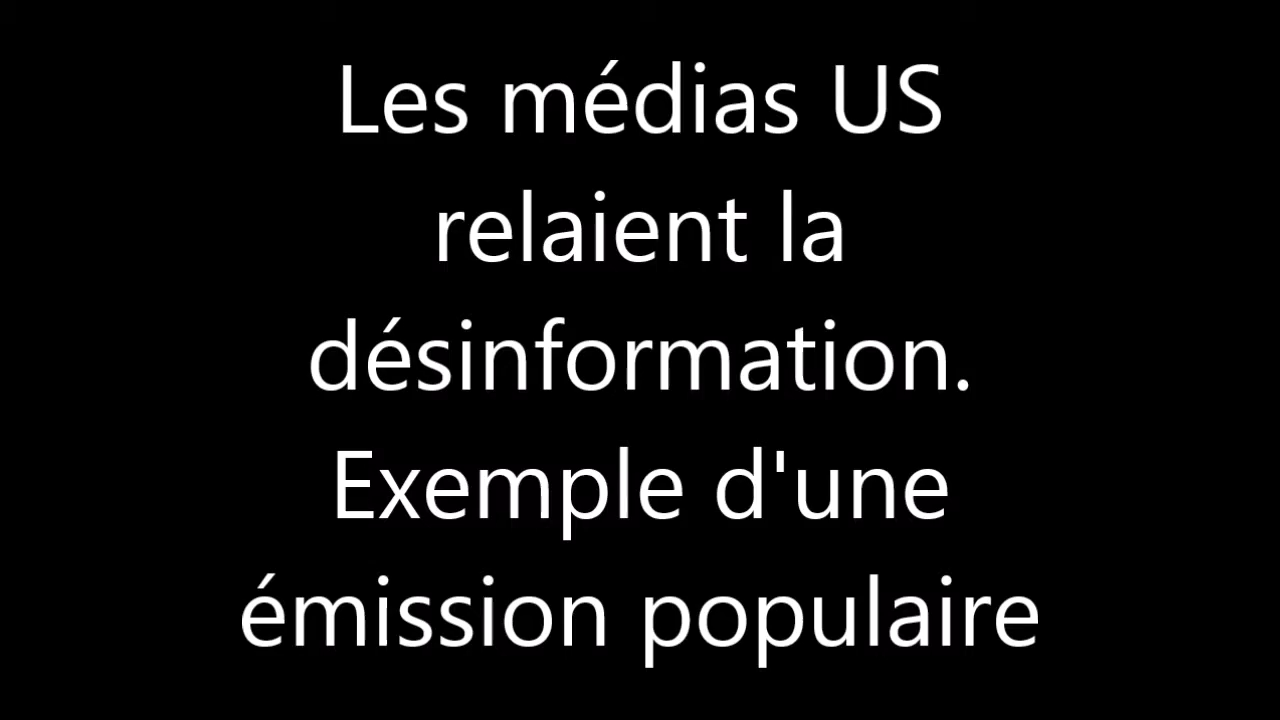 Les médias US
relaient la
désinformation.
Exemple d'une
émission populaire